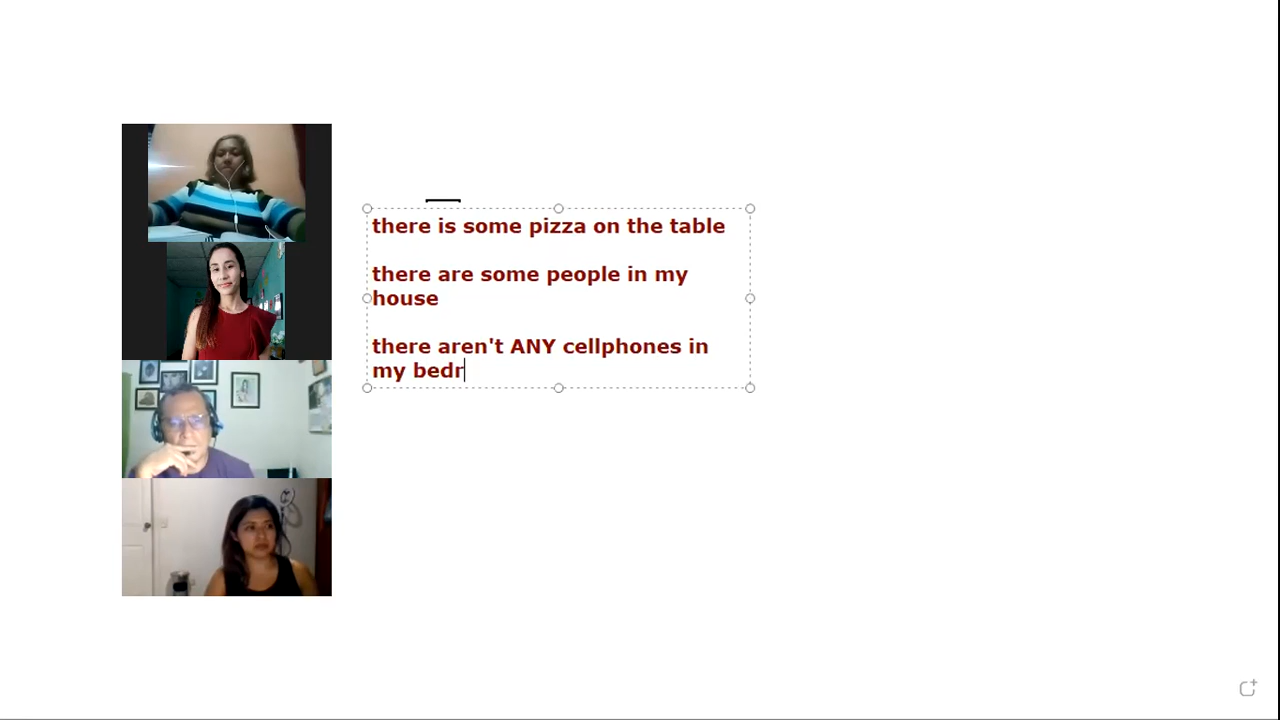 there is some pizza on the table
there are some people in my
house
there aren't ANY cellphones in
my bedr